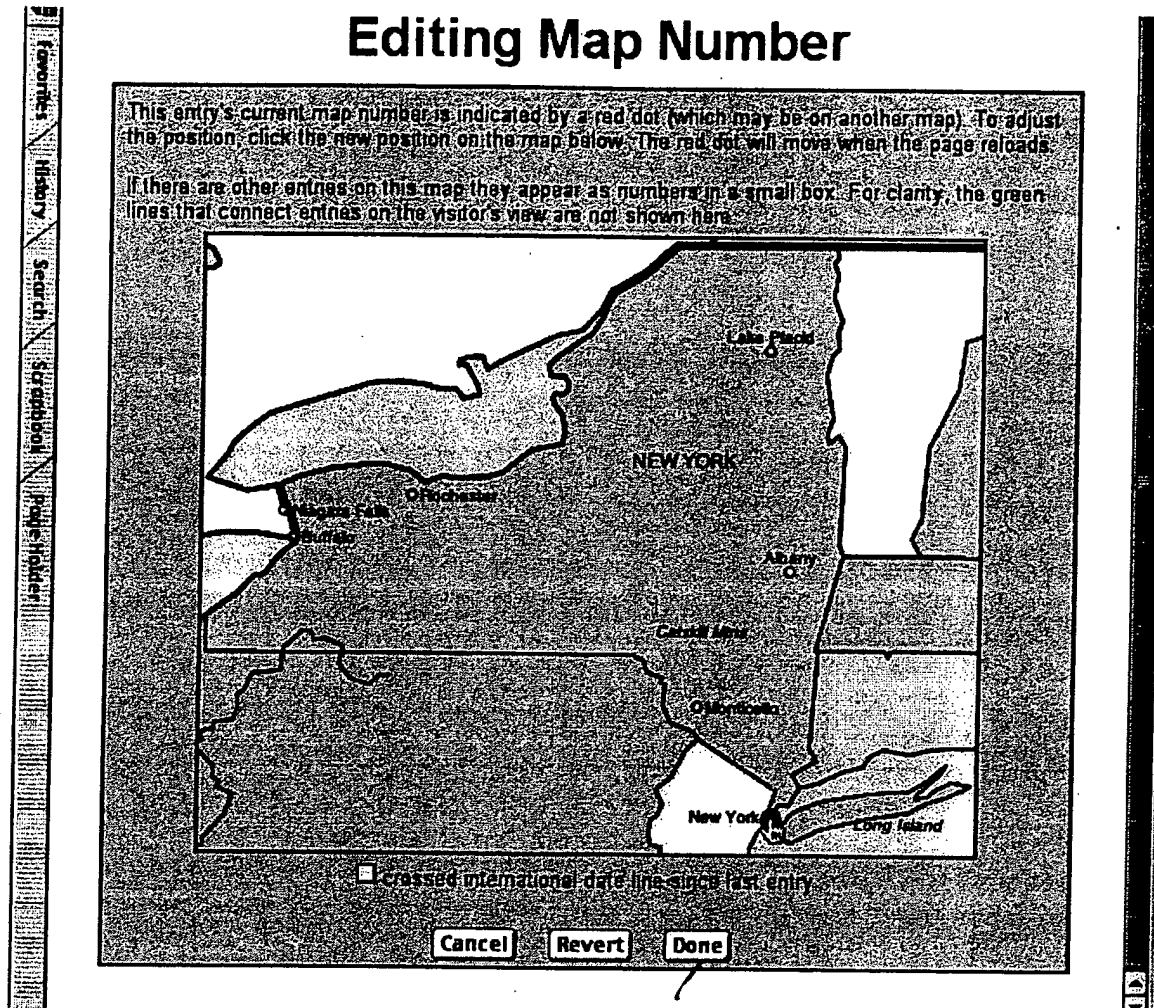 Editing Map Number
This entry's current map number is indicated by a red dot (which may be on another map). To adjust
the position, click the new position on the map below. The red dot will move when the page reloads.
If there are other entries on this map they appear as numbers in a small box. For clarity, the green
lines that connect entries on the visitor's view are not shown here.
Lake Placid
NEW YORK
Rochester
Niagara Falls
Buffalo
Albany
Catskill Mtns
Monticello
New York
Long Island
crossed international date line since last entry
Cancel Revert Done
Favorites
History
Search
Scrapbook
Page Holder